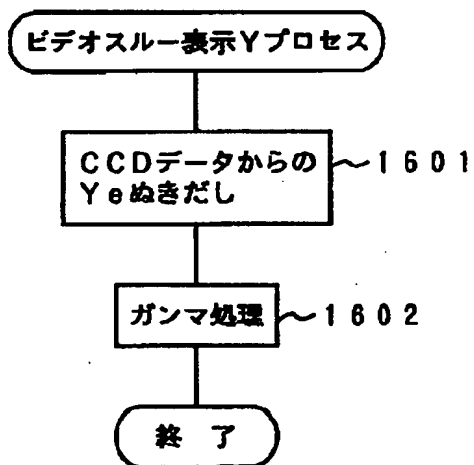 ビデオスルー表示Yプロセス
CCDデータからの
Yeぬきだし
~1601
ガンマ処理
~1602
終 了